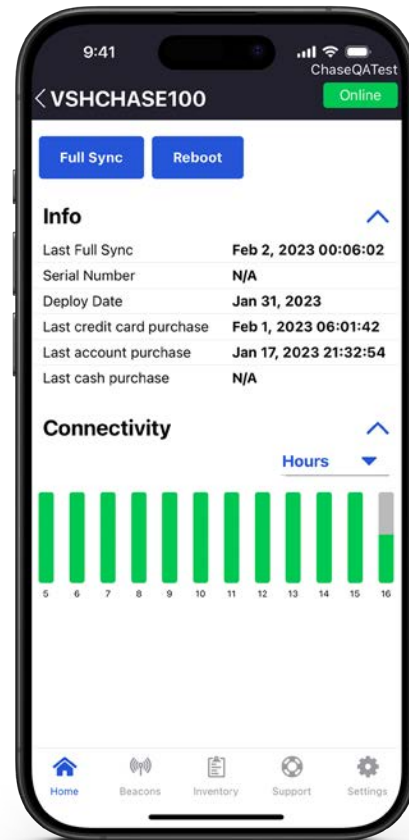 9:41
ChaseQATest
VSHCHASE100
Online
Full Sync Reboot
Info
Last Full Sync Feb 2, 2023 00:06:02
Serial Number N/A
Deploy Date Jan 31, 2023
Last credit card purchase Feb 1, 2023 06:01:42
Last account purchase Jan 17, 2023 21:32:54
Last cash purchase N/A
Connectivity
Hours
5 6 7 8 9 10 11 12 13 14 15 16
Home Beacons Inventory Support Settings